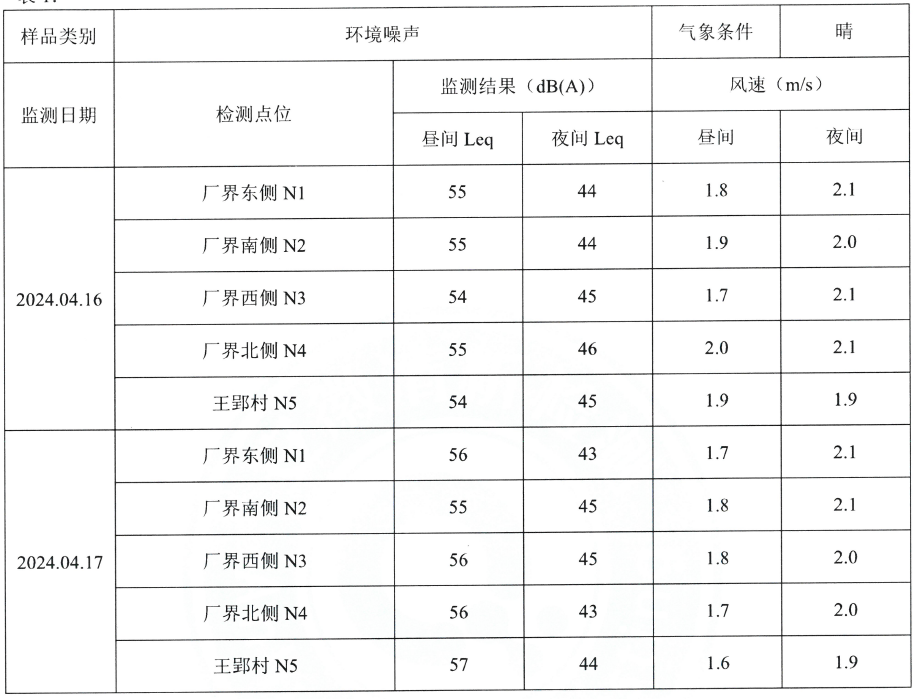 样品类别 环境噪声 气象条件 晴
监测日期 检测点位 监测结果（dB(A)） 风速（m/s）
昼间 Leq 夜间 Leq 昼间 夜间
2024.04.16
厂界东侧 N1 55 44 1.8 2.1
厂界南侧 N2 55 44 1.9 2.0
厂界西侧 N3 54 45 1.7 2.1
厂界北侧 N4 55 46 2.0 2.1
王郢村 N5 54 45 1.9 1.9
2024.04.17
厂界东侧 N1 56 43 1.7 2.1
厂界南侧 N2 55 45 1.8 2.1
厂界西侧 N3 56 45 1.8 2.0
厂界北侧 N4 56 43 1.7 2.0
王郢村 N5 57 44 1.6 1.9